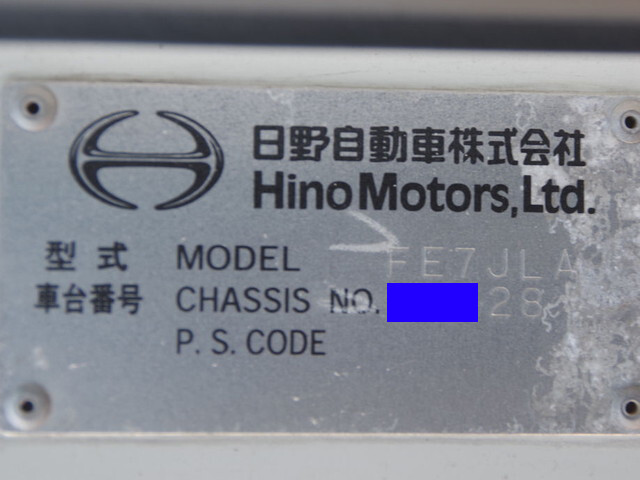 日野自動車株式会社
Hino Motors, Ltd.
型式 MODEL FE7JLA
車台番号 CHASSIS NO. 28
P. S. CODE